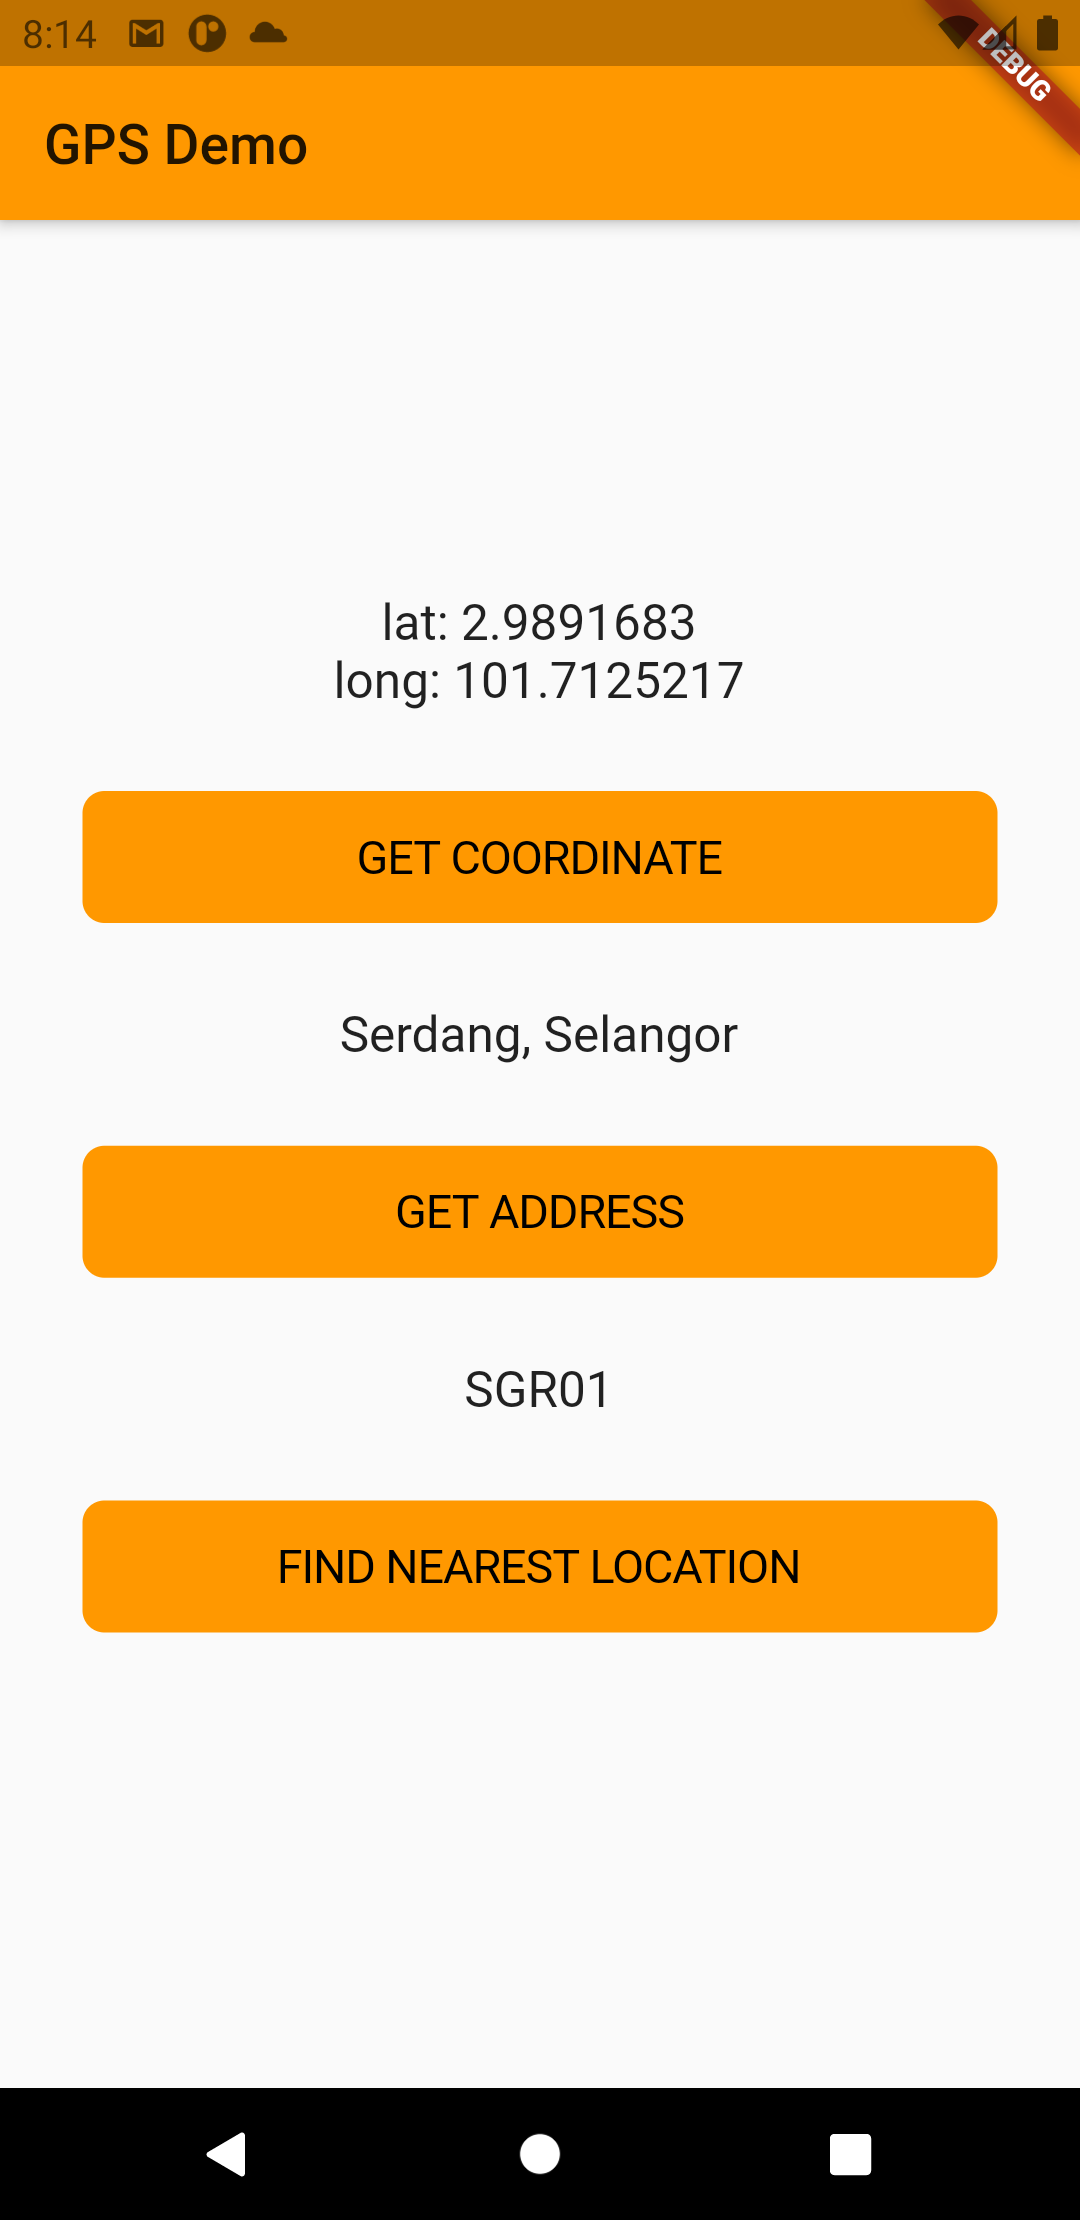 8:14
DEBUG
GPS Demo
lat: 2.9891683
long: 101.7125217
GET COORDINATE
Serdang, Selangor
GET ADDRESS
SGR01
FIND NEAREST LOCATION